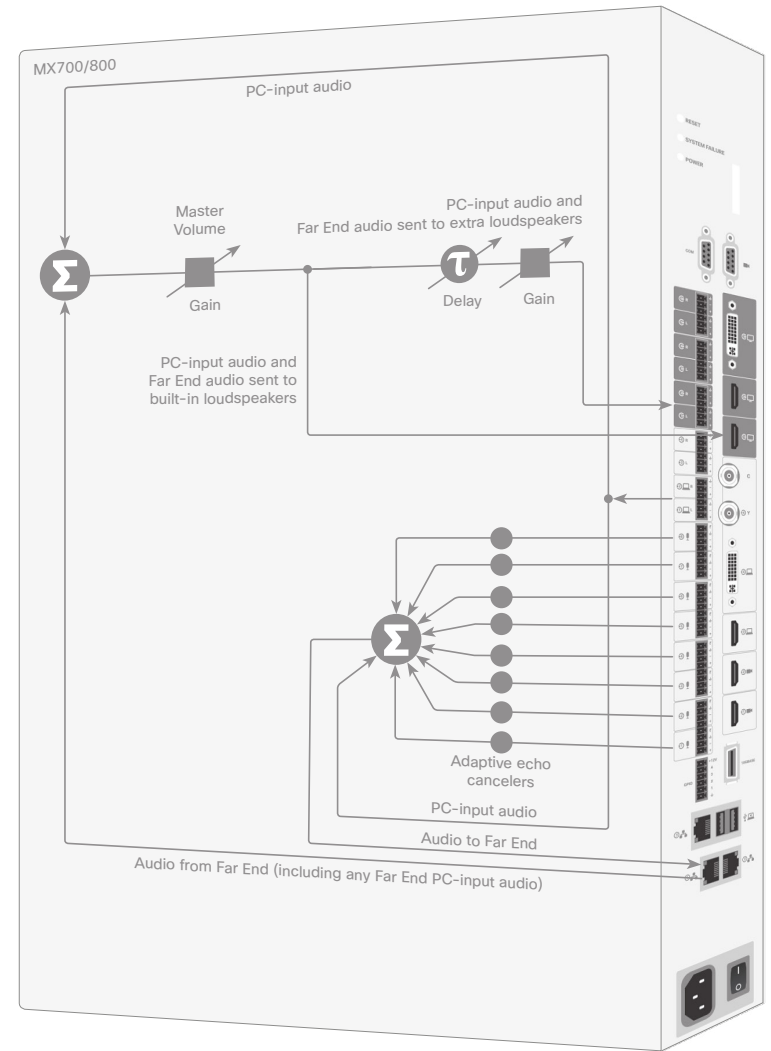 MX700/800
PC-input audio
RESET
SYSTEM FAILURE
POWER
Master
Volume
PC-input audio and
Far End audio sent to extra loudspeakers
Σ
τ
Gain
Delay
Gain
PC-input audio and
Far End audio sent to
built-in loudspeakers
Σ
Adaptive echo
cancelers
PC-input audio
Audio to Far End
Audio from Far End (including any Far End PC-input audio)